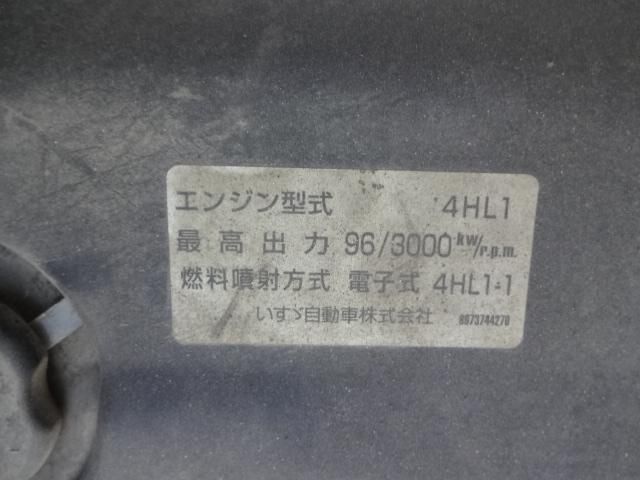 エンジン型式 4HL1
最高出力 96/3000 kW/r.p.m.
燃料噴射方式 電子式 4HL1-1
いすゞ自動車株式会社 8973744270